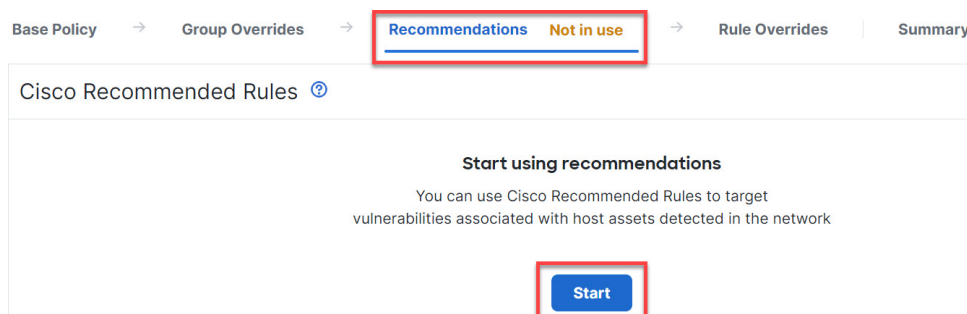 Base Policy → Group Overrides → Recommendations Not in use → Rule Overrides Summary
Cisco Recommended Rules ?
Start using recommendations
You can use Cisco Recommended Rules to target
vulnerabilities associated with host assets detected in the network
Start